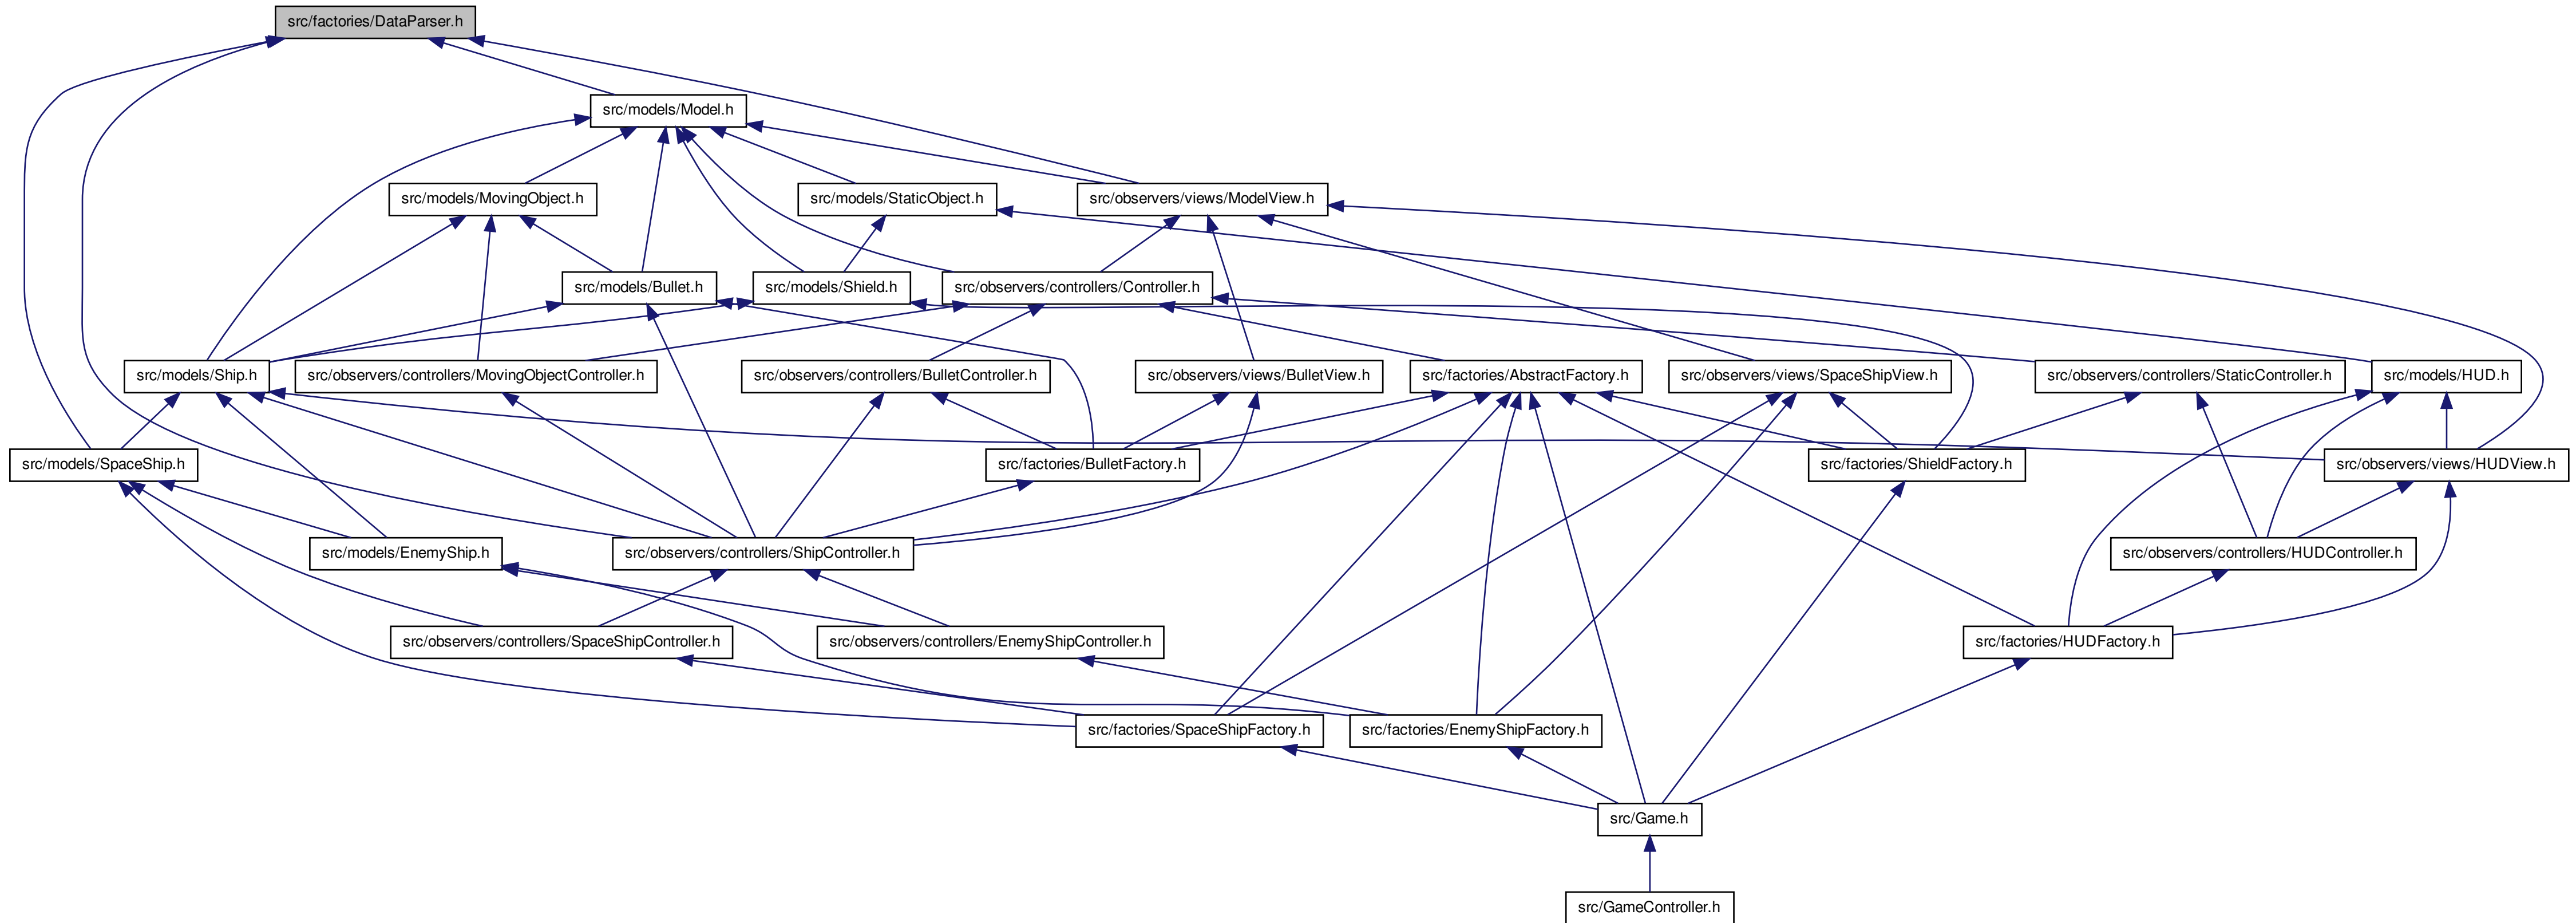 src/factories/DataParser.h
src/models/Model.h
src/models/MovingObject.h
src/models/StaticObject.h
src/observers/views/ModelView.h
src/models/Bullet.h
src/models/Shield.h
src/observers/controllers/Controller.h
src/models/Ship.h
src/observers/controllers/MovingObjectController.h
src/observers/controllers/BulletController.h
src/observers/views/BulletView.h
src/factories/AbstractFactory.h
src/observers/views/SpaceShipView.h
src/observers/controllers/StaticController.h
src/models/HUD.h
src/models/SpaceShip.h
src/factories/BulletFactory.h
src/factories/ShieldFactory.h
src/observers/views/HUDView.h
src/models/EnemyShip.h
src/observers/controllers/ShipController.h
src/observers/controllers/HUDController.h
src/observers/controllers/SpaceShipController.h
src/observers/controllers/EnemyShipController.h
src/factories/HUDFactory.h
src/factories/SpaceShipFactory.h
src/factories/EnemyShipFactory.h
src/Game.h
src/GameController.h